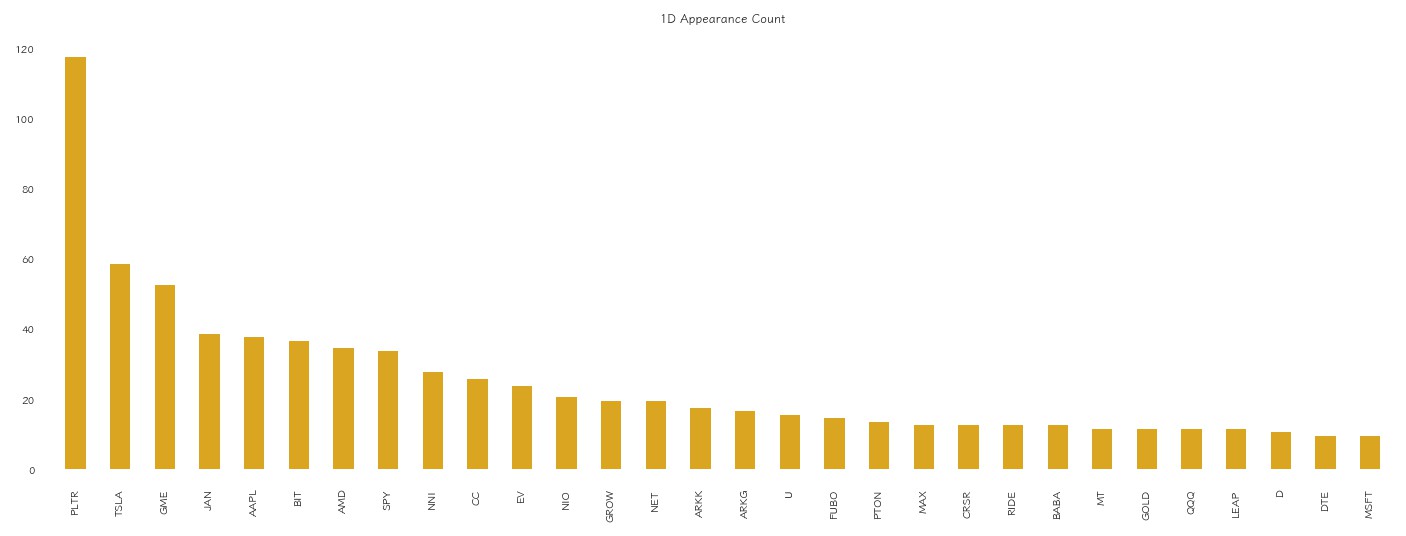 1D Appearance Count
120
100
80
60
40
20
0
PLTR
TSLA
GME
JAN
AAPL
BIT
AMD
SPY
NNI
CC
EV
NIO
GROW
NET
ARKK
ARKG
U
FUBO
PTON
MAX
CRSR
RIDE
BABA
MT
GOLD
QQQ
LEAP
D
DTE
MSFT